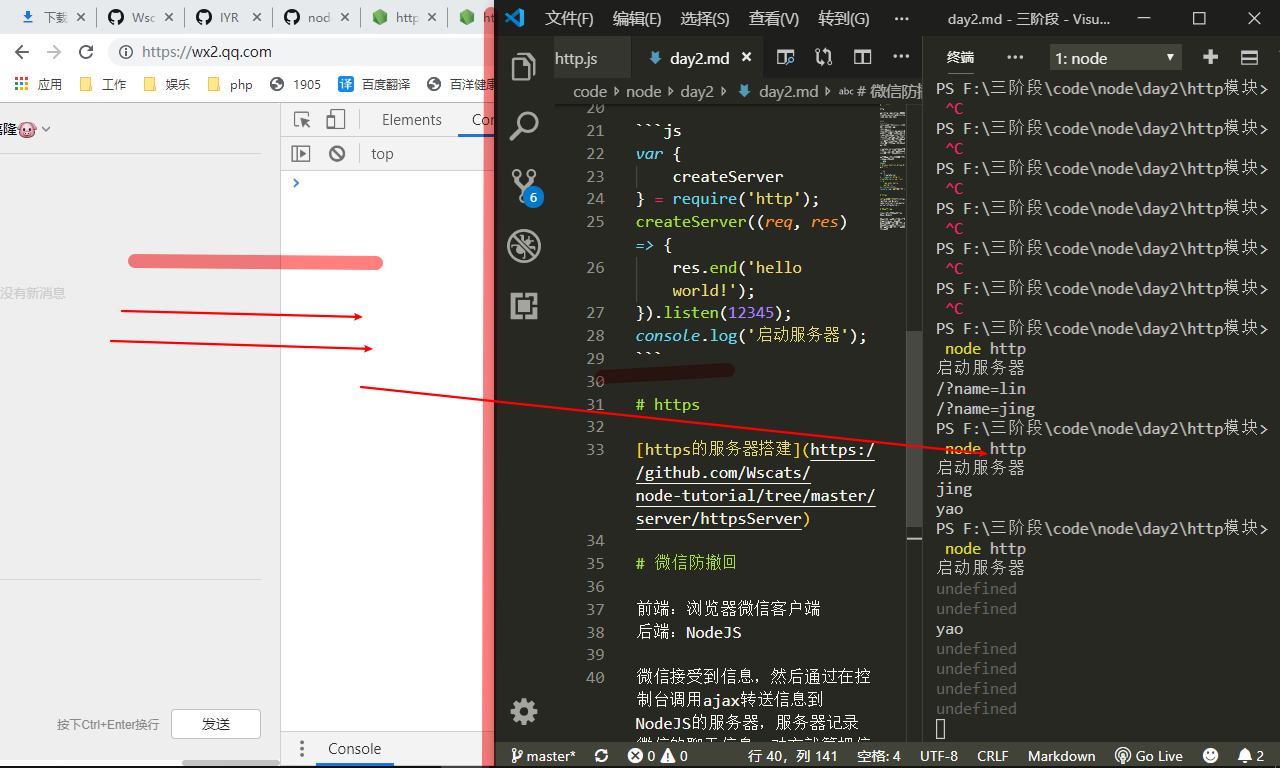 下载
Wsc
IYR
nod
http
ht
https://wx2.qq.com
应用
工作
娱乐
php
1905
百度翻译
百洋健康
Elements
Con
top
没有新消息
按下Ctrl+Enter换行
发送
Console
文件(F)
编辑(E)
选择(S)
查看(V)
转到(G)
···
day2.md - 三阶段 - Visu...
http.js
day2.md
code > node > day2 > day2.md > # 微信防撤
20
21 ```js
22 var {
23 createServer
24 } = require('http');
25 createServer((req, res)
=> {
26 res.end('hello
world!');
27 }).listen(12345);
28 console.log('启动服务器');
29 ```
30
31 # https
32
33 [https的服务器搭建](https:/
/github.com/Wscats/
node-tutorial/tree/master/
server/httpsServer)
34
35 # 微信防撤回
36
37 前端: 浏览器微信客户端
38 后端: NodeJS
39
40 微信接受到信息, 然后通过在控
制台调用ajax转送信息到
NodeJS的服务器, 服务器记录
终端
···
1: node
PS F:\三阶段\code\node\day2\http模块>
^C
PS F:\三阶段\code\node\day2\http模块>
^C
PS F:\三阶段\code\node\day2\http模块>
^C
PS F:\三阶段\code\node\day2\http模块>
^C
PS F:\三阶段\code\node\day2\http模块>
^C
PS F:\三阶段\code\node\day2\http模块>
^C
PS F:\三阶段\code\node\day2\http模块>
node http
启动服务器
/?name=lin
/?name=jing
PS F:\三阶段\code\node\day2\http模块>
node http
启动服务器
jing
yao
PS F:\三阶段\code\node\day2\http模块>
node http
启动服务器
undefined
undefined
yao
undefined
undefined
undefined
undefined
6
master*
0
0
行 40, 列 141
空格: 4
UTF-8
CRLF
Markdown
Go Live
2